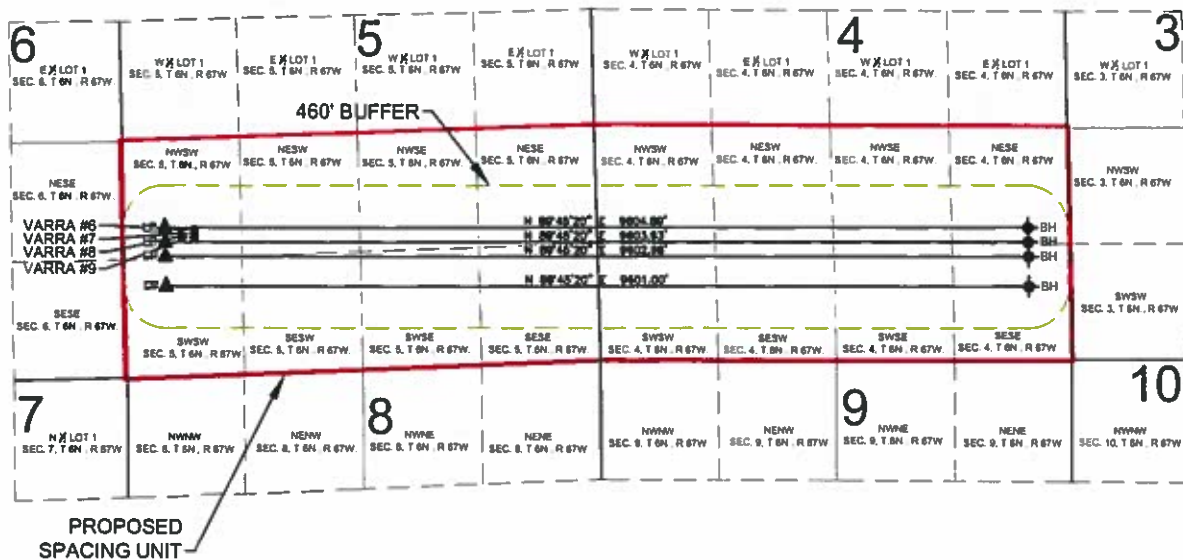 6
5
4
3
E ½ LOT 1
SEC. 6, T 6N, R 67W
W ½ LOT 1
SEC. 5, T 6N, R 67W
E ½ LOT 1
SEC. 5, T 6N, R 67W
W ½ LOT 1
SEC. 5, T 6N, R 67W
E ½ LOT 1
SEC. 5, T 6N, R 67W
W ½ LOT 1
SEC. 4, T 6N, R 67W
E ½ LOT 1
SEC. 4, T 6N, R 67W
W ½ LOT 1
SEC. 4, T 6N, R 67W
E ½ LOT 1
SEC. 4, T 6N, R 67W
W ½ LOT 1
SEC. 3, T 6N, R 67W
460' BUFFER
NWSW
SEC. 5, T 6N, R 67W
NESW
SEC. 5, T 6N, R 67W
NWSE
SEC. 5, T 6N, R 67W
NESE
SEC. 5, T 6N, R 67W
NWSW
SEC. 4, T 6N, R 67W
NESW
SEC. 4, T 6N, R 67W
NWSE
SEC. 4, T 6N, R 67W
NESE
SEC. 4, T 6N, R 67W
NWSW
SEC. 3, T 6N, R 67W
NESE
SEC. 6, T 6N, R 67W
VARRA #6
VARRA #7
VARRA #8
VARRA #9
BH
BH
BH
9601.00'
BH
SESE
SEC. 6, T 6N, R 67W
SWSW
SEC. 5, T 6N, R 67W
SESW
SEC. 5, T 6N, R 67W
SWSE
SEC. 5, T 6N, R 67W
SESE
SEC. 5, T 6N, R 67W
SWSW
SEC. 4, T 6N, R 67W
SESW
SEC. 4, T 6N, R 67W
SWSE
SEC. 4, T 6N, R 67W
SESE
SEC. 4, T 6N, R 67W
SWSW
SEC. 3, T 6N, R 67W
7
8
9
10
N ½ LOT 1
SEC. 7, T 6N, R 67W
NWNW
SEC. 8, T 6N, R 67W
NENW
SEC. 8, T 6N, R 67W
NWNE
SEC. 8, T 6N, R 67W
NENE
SEC. 8, T 6N, R 67W
NWNW
SEC. 9, T 6N, R 67W
NENW
SEC. 9, T 6N, R 67W
NWNE
SEC. 9, T 6N, R 67W
NENE
SEC. 9, T 6N, R 67W
NWNW
SEC. 10, T 6N, R 67W
PROPOSED
SPACING UNIT